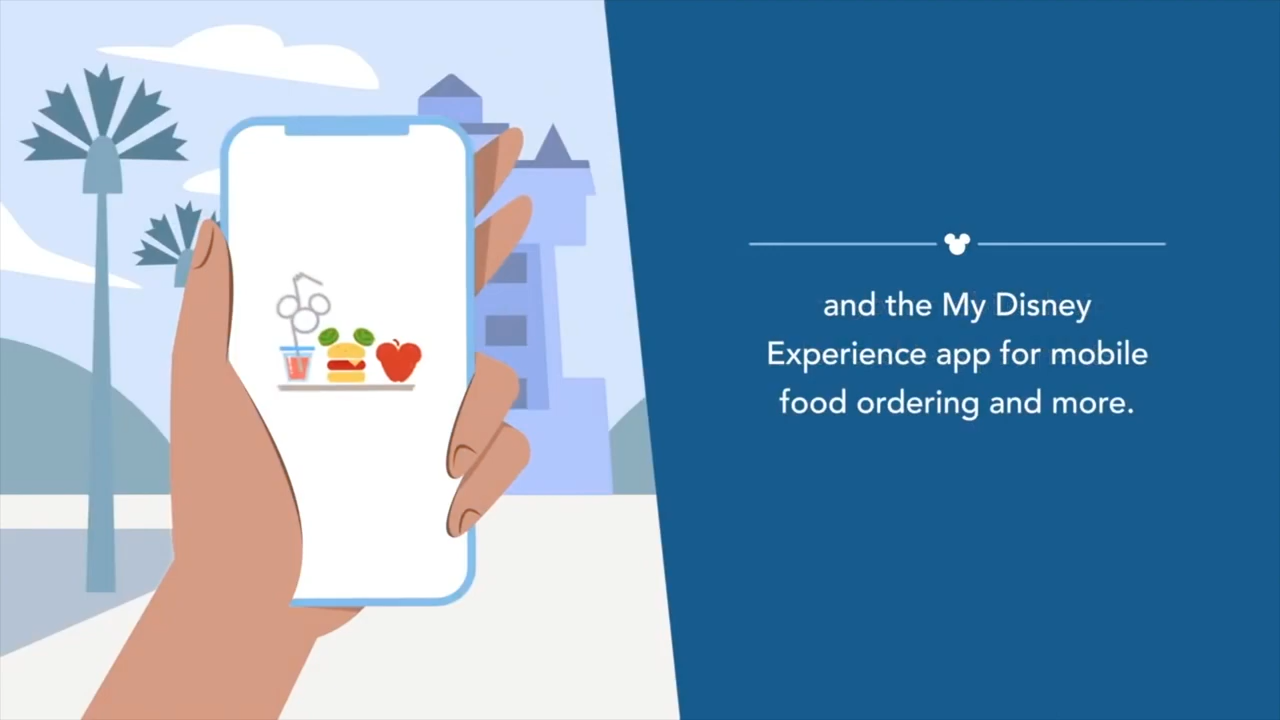 and the My Disney
Experience app for mobile
food ordering and more.